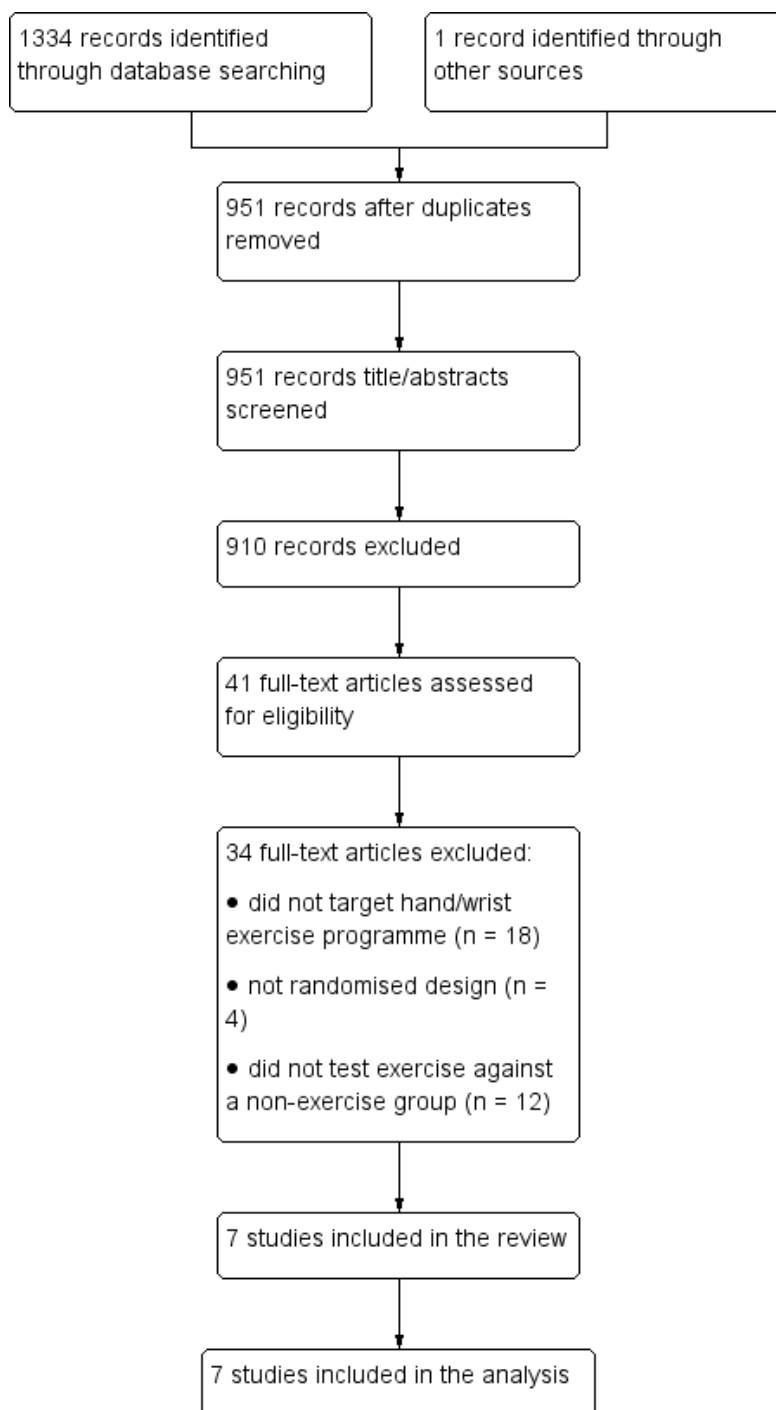 1334 records identified
through database searching
1 record identified through
other sources
951 records after duplicates
removed
951 records title/abstracts
screened
910 records excluded
41 full-text articles assessed
for eligibility
34 full-text articles excluded:
● did not target hand/wrist
exercise programme (n = 18)
● not randomised design (n =
4)
● did not test exercise against
a non-exercise group (n = 12)
7 studies included in the review
7 studies included in the analysis